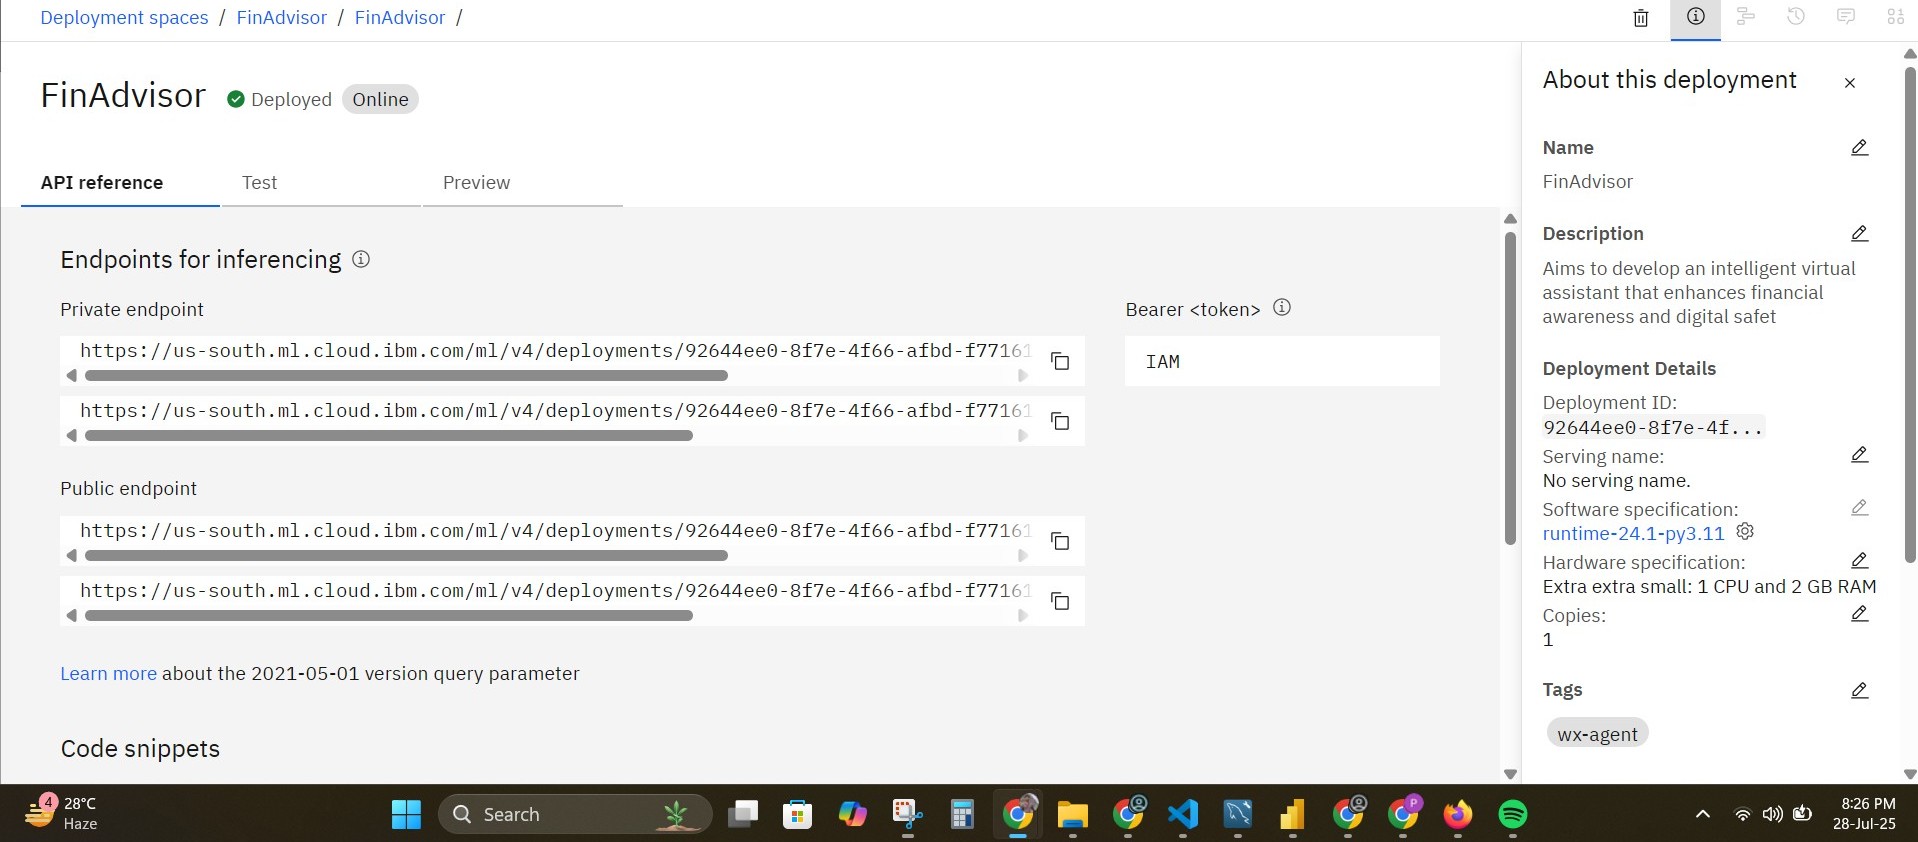 Deployment spaces / FinAdvisor / FinAdvisor /
FinAdvisor Deployed Online
API reference Test Preview
Endpoints for inferencing
Private endpoint
https://us-south.ml.cloud.ibm.com/ml/v4/deployments/92644ee0-8f7e-4f66-afbd-f77161
https://us-south.ml.cloud.ibm.com/ml/v4/deployments/92644ee0-8f7e-4f66-afbd-f77161
Public endpoint
https://us-south.ml.cloud.ibm.com/ml/v4/deployments/92644ee0-8f7e-4f66-afbd-f77161
https://us-south.ml.cloud.ibm.com/ml/v4/deployments/92644ee0-8f7e-4f66-afbd-f77161
Learn more about the 2021-05-01 version query parameter
Code snippets
Bearer <token>
IAM
About this deployment
Name
FinAdvisor
Description
Aims to develop an intelligent virtual
assistant that enhances financial
awareness and digital safet
Deployment Details
Deployment ID:
92644ee0-8f7e-4f...
Serving name:
No serving name.
Software specification:
runtime-24.1-py3.11
Hardware specification:
Extra extra small: 1 CPU and 2 GB RAM
Copies:
1
Tags
wx-agent
4
28°C
Haze
Search
P
8:26 PM
28-Jul-25